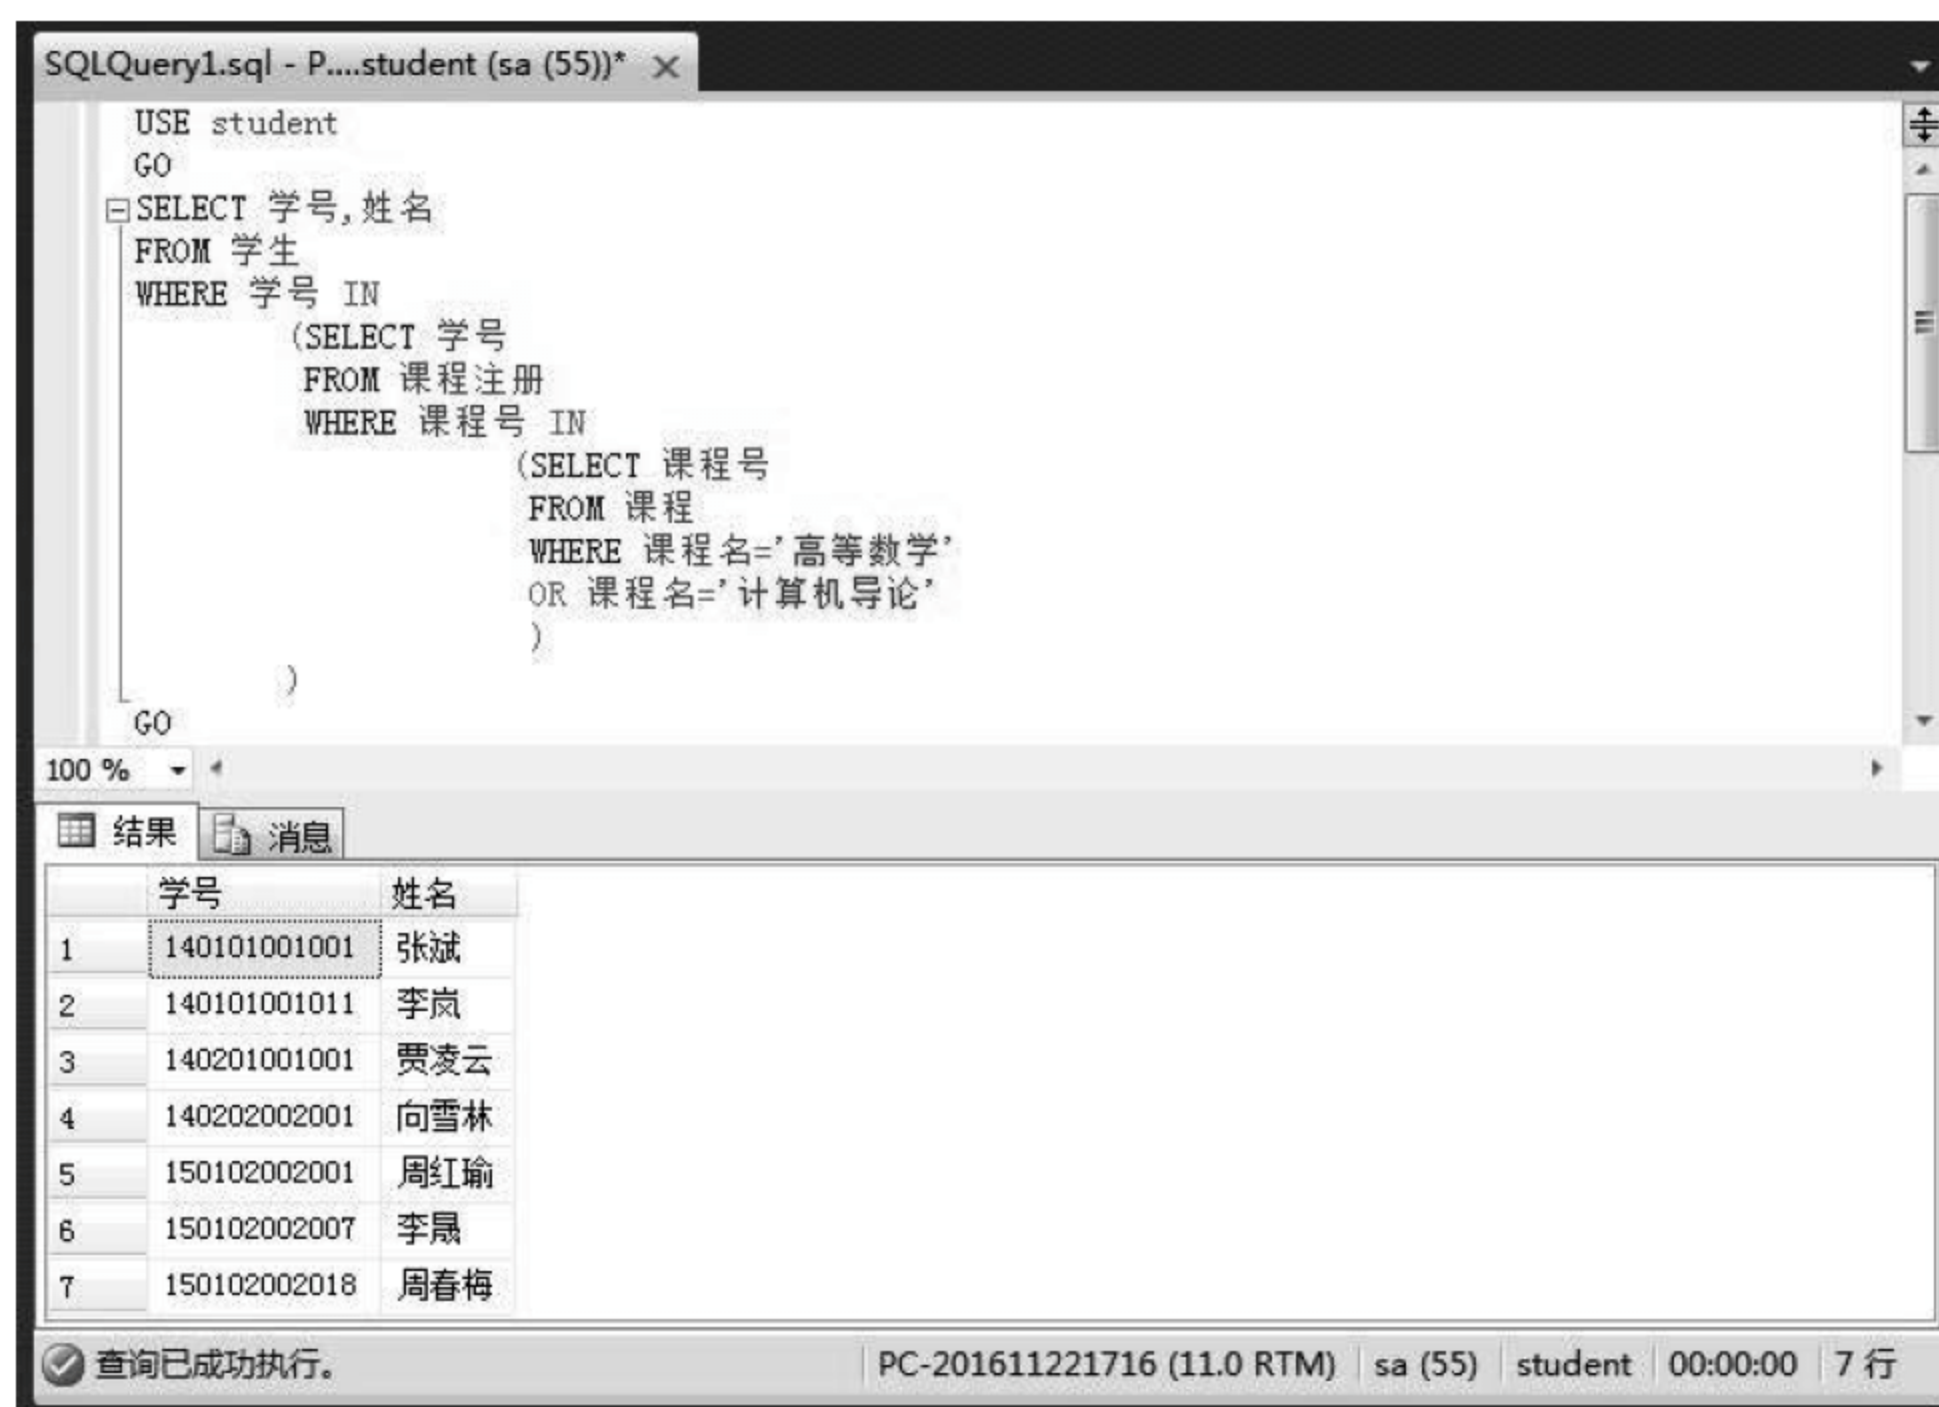 SQLQuery1.sql - P....student (sa (55))*
USE student
GO
SELECT 学号,姓名
FROM 学生
WHERE 学号 IN
(SELECT 学号
FROM 课程注册
WHERE 课程号 IN
(SELECT 课程号
FROM 课程
WHERE 课程名='高等数学'
OR 课程名='计算机导论'
)
)
GO
100 %
结果 消息
学号 姓名
1 140101001001 张斌
2 140101001011 李岚
3 140201001001 贾凌云
4 140202002001 向雪林
5 150102002001 周红瑜
6 150102002007 李晟
7 150102002018 周春梅
查询已成功执行。 PC-201611221716 (11.0 RTM) sa (55) student 00:00:00 7 行